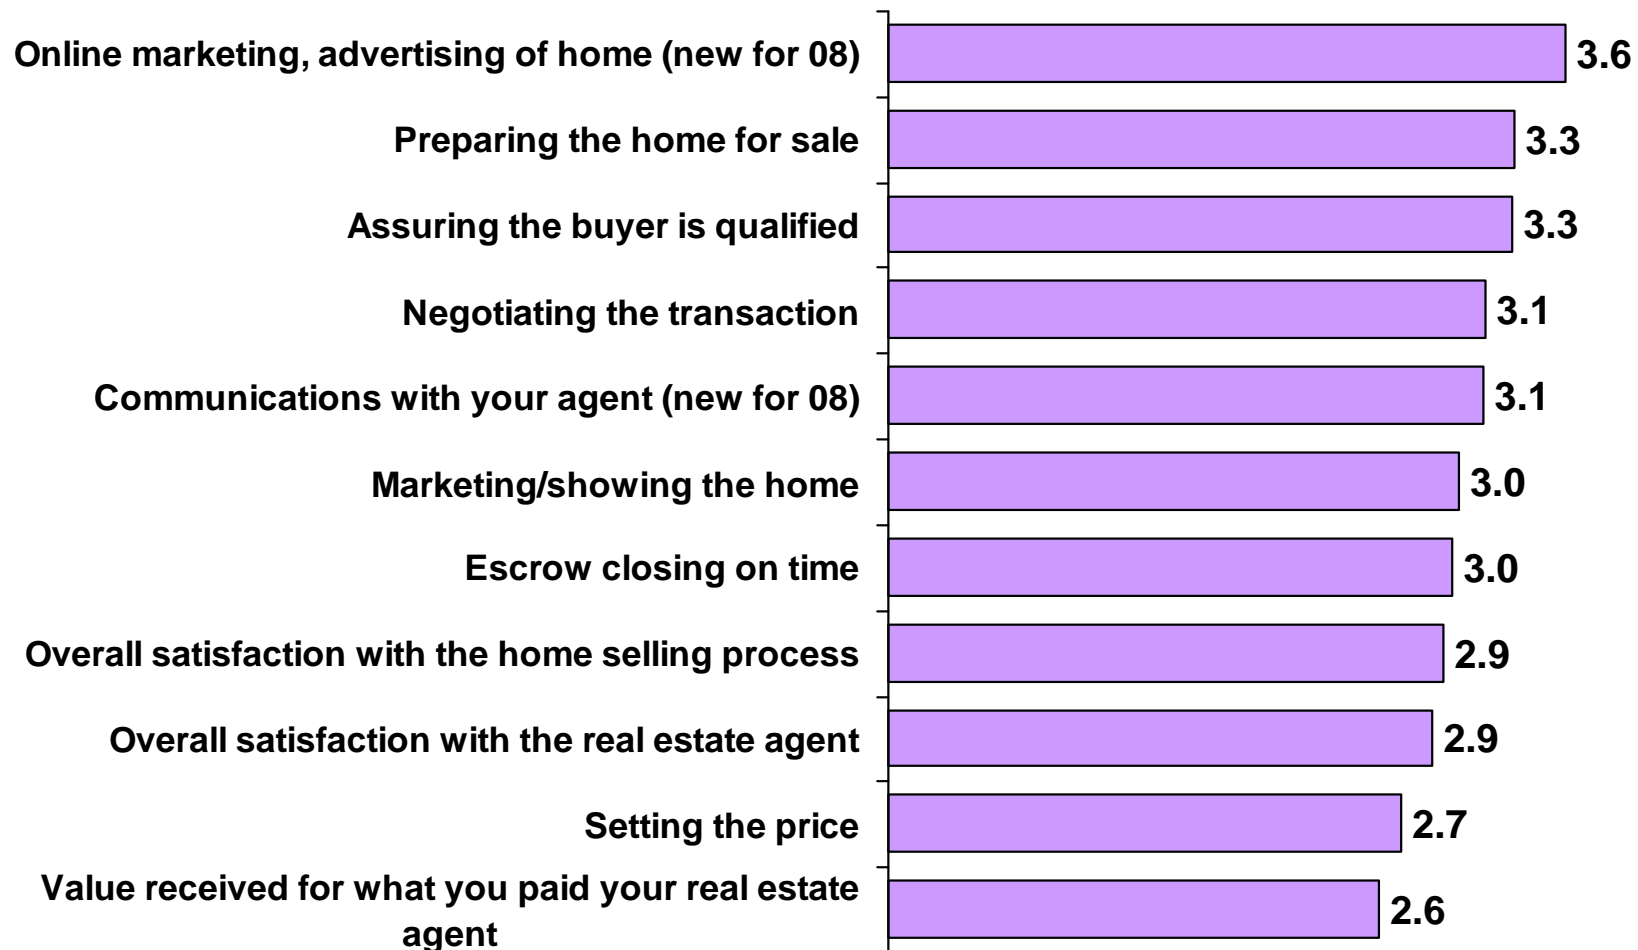 Online marketing, advertising of home (new for 08) 3.6
Preparing the home for sale 3.3
Assuring the buyer is qualified 3.3
Negotiating the transaction 3.1
Communications with your agent (new for 08) 3.1
Marketing/showing the home 3.0
Escrow closing on time 3.0
Overall satisfaction with the home selling process 2.9
Overall satisfaction with the real estate agent 2.9
Setting the price 2.7
Value received for what you paid your real estate
agent 2.6